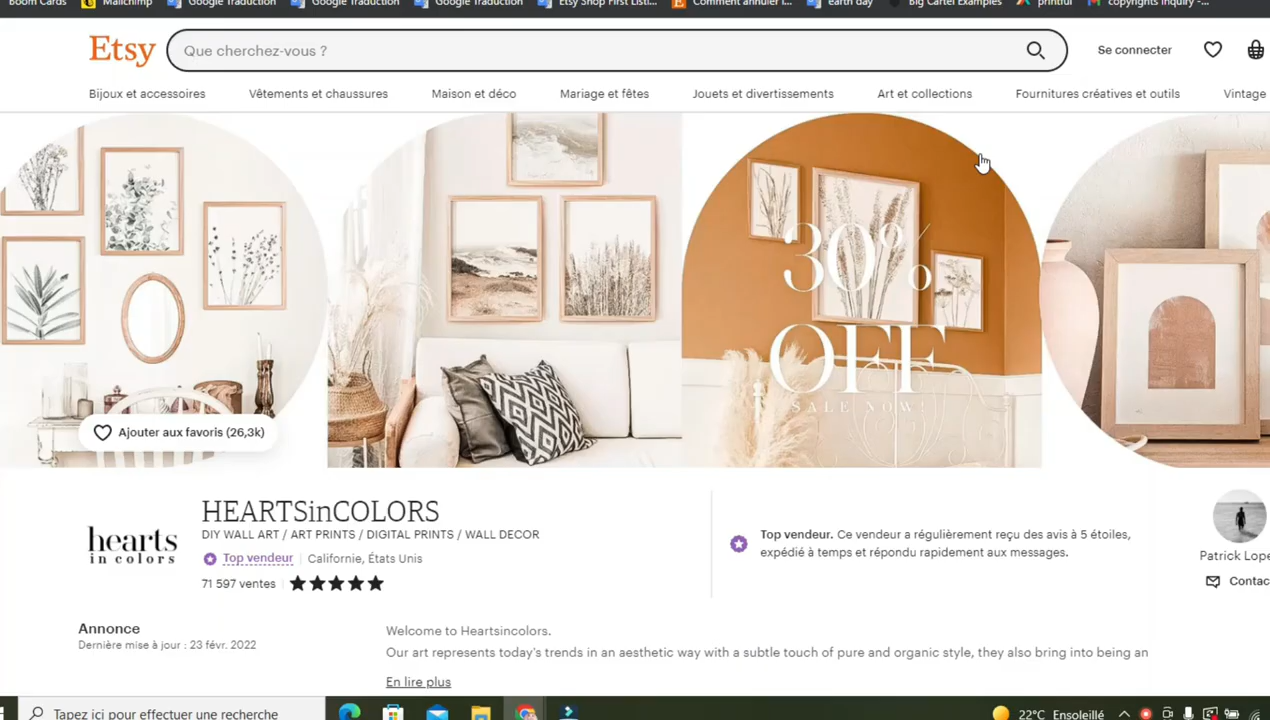 Boom Cards
Mailchimp
Google Traduction
Google Traduction
Google Traduction
Etsy Shop First Listi...
Comment annuler l'...
earth day
Big Cartel Examples
printful
copyrights inquiry -...
Etsy
Que cherchez-vous ?
Se connecter
Bijoux et accessoires
Vêtements et chaussures
Maison et déco
Mariage et fêtes
Jouets et divertissements
Art et collections
Fournitures créatives et outils
Vintage
30%
OFF
SALE NOW!
Ajouter aux favoris (26,3k)
hearts
in colors
HEARTSinCOLORS
DIY WALL ART / ART PRINTS / DIGITAL PRINTS / WALL DECOR
Top vendeur
Californie, États Unis
71 597 ventes
Top vendeur. Ce vendeur a régulièrement reçu des avis à 5 étoiles,
expédié à temps et répondu rapidement aux messages.
Patrick Lope
Contac
Annonce
Dernière mise à jour : 23 févr. 2022
Welcome to Heartsincolors.
Our art represents today's trends in an aesthetic way with a subtle touch of pure and organic style, they also bring into being an
En lire plus
Tapez ici pour effectuer une recherche
22°C Ensoleillé